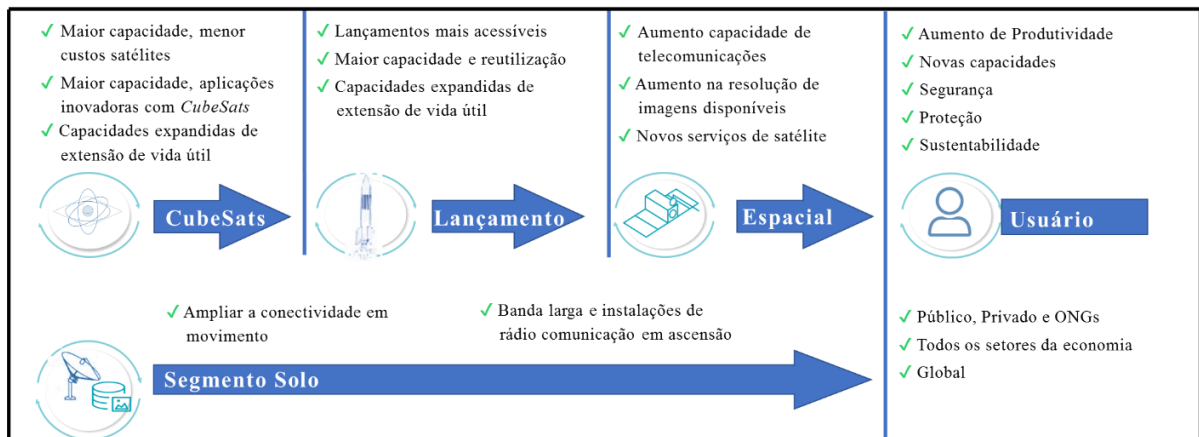 ✓ Maior capacidade, menor
custos satélites
✓ Maior capacidade, aplicações
inovadoras com CubeSats
✓ Capacidades expandidas de
extensão de vida útil
CubeSats
✓ Lançamentos mais acessíveis
✓ Maior capacidade e reutilização
✓ Capacidades expandidas de
extensão de vida útil
Lançamento
✓ Aumento capacidade de
telecomunicações
✓ Aumento na resolução de
imagens disponíveis
✓ Novos serviços de satélite
Espacial
✓ Aumento de Produtividade
✓ Novas capacidades
✓ Segurança
✓ Proteção
✓ Sustentabilidade
Usuário
✓ Ampliar a conectividade em
movimento
✓ Banda larga e instalações de
rádio comunicação em ascensão
Segmento Solo
✓ Público, Privado e ONGs
✓ Todos os setores da economia
✓ Global